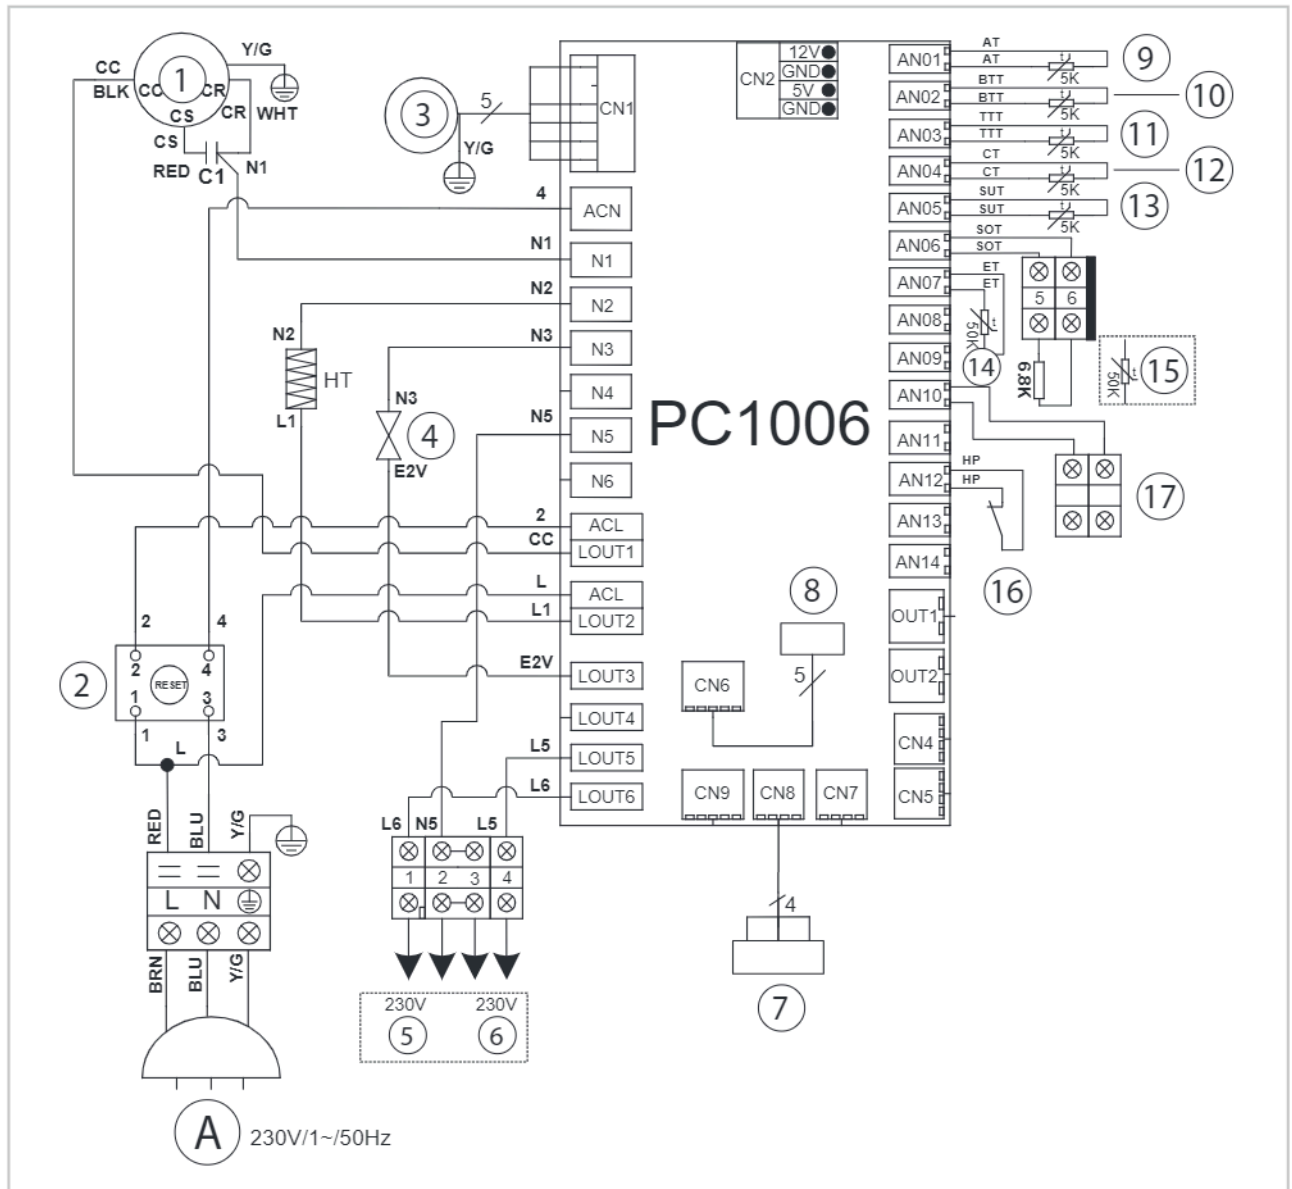 Y/G
CC
BLK
1
CC
CR
CS
CR
WHT
CS
RED
C1
N1
3
5
Y/G
CN1
CN2
12V
GND
5V
GND
AN01
AT
AT
t
5K
9
AN02
BTT
BTT
t
5K
10
AN03
TTT
TTT
t
5K
11
AN04
CT
CT
t
5K
12
AN05
SUT
SUT
t
5K
13
AN06
SOT
SOT
AN07
ET
ET
AN08
50K
t
14
AN09
5
6
6.8K
50K
t
15
AN10
AN11
AN12
HP
HP
AN13
AN14
16
17
4
ACN
N1
N1
N2
N2
N3
N3
N4
N5
N5
N6
N2
HT
L1
N3
4
E2V
PC1006
2
ACL
CC
LOUT1
L
ACL
L1
LOUT2
E2V
LOUT3
LOUT4
L5
LOUT5
L6
LOUT6
OUT1
OUT2
CN4
CN5
8
5
CN6
CN9
CN8
CN7
4
7
2
4
2
2
4
RESET
1
3
1
3
L
RED
BLU
Y/G
L
N
BRN
BLU
Y/G
A
230V/1~/50Hz
L6
N5
L5
1
2
3
4
230V
230V
5
6